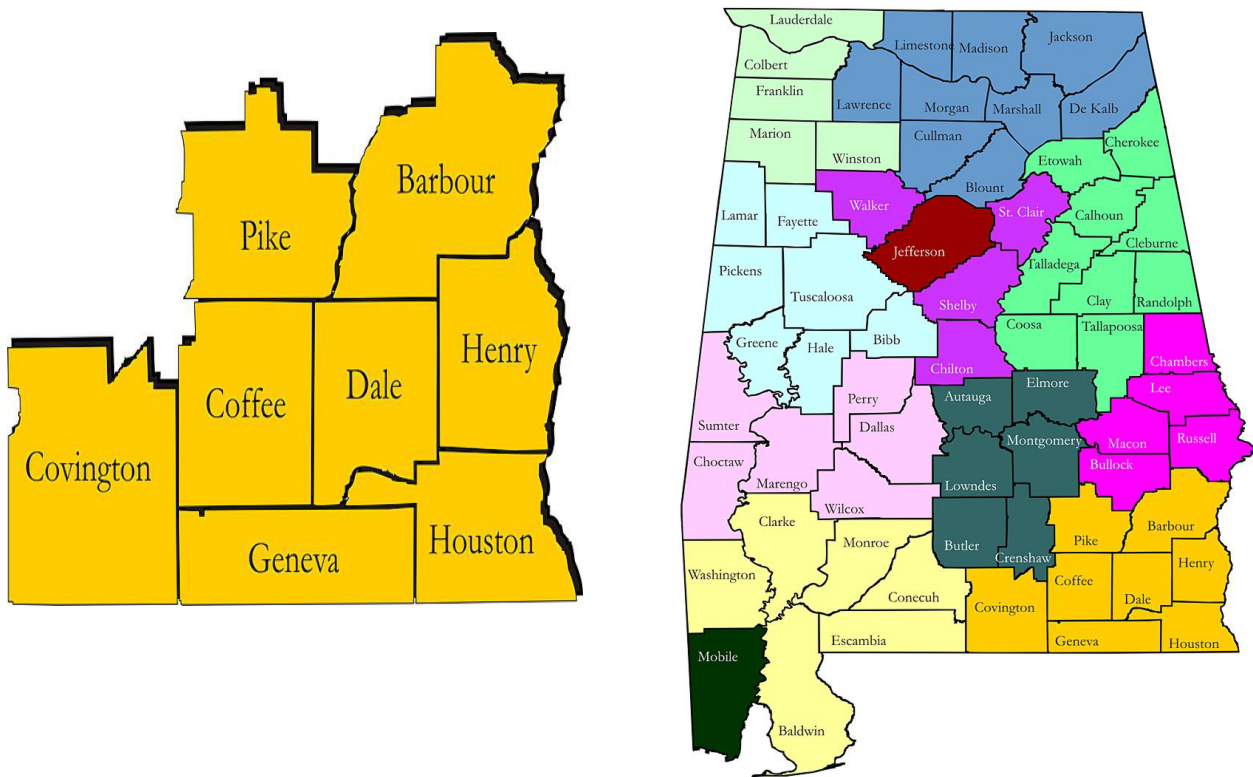 Barbour
Pike
Henry
Dale
Coffee
Covington
Houston
Geneva
Lauderdale
Limestone
Madison
Jackson
Colbert
Franklin
Lawrence
Morgan
Marshall
De Kalb
Marion
Cullman
Cherokee
Winston
Etowah
Blount
Lamar
Fayette
Walker
St. Clair
Calhoun
Cleburne
Jefferson
Talladega
Pickens
Tuscaloosa
Shelby
Clay
Randolph
Greene
Hale
Bibb
Coosa
Tallapoosa
Chilton
Chambers
Elmore
Lee
Autauga
Perry
Sumter
Dallas
Montgomery
Macon
Russell
Bullock
Choctaw
Marengo
Lowndes
Wilcox
Clarke
Barbour
Monroe
Butler
Pike
Crenshaw
Henry
Washington
Coffee
Conecuh
Covington
Dale
Escambia
Geneva
Houston
Mobile
Baldwin